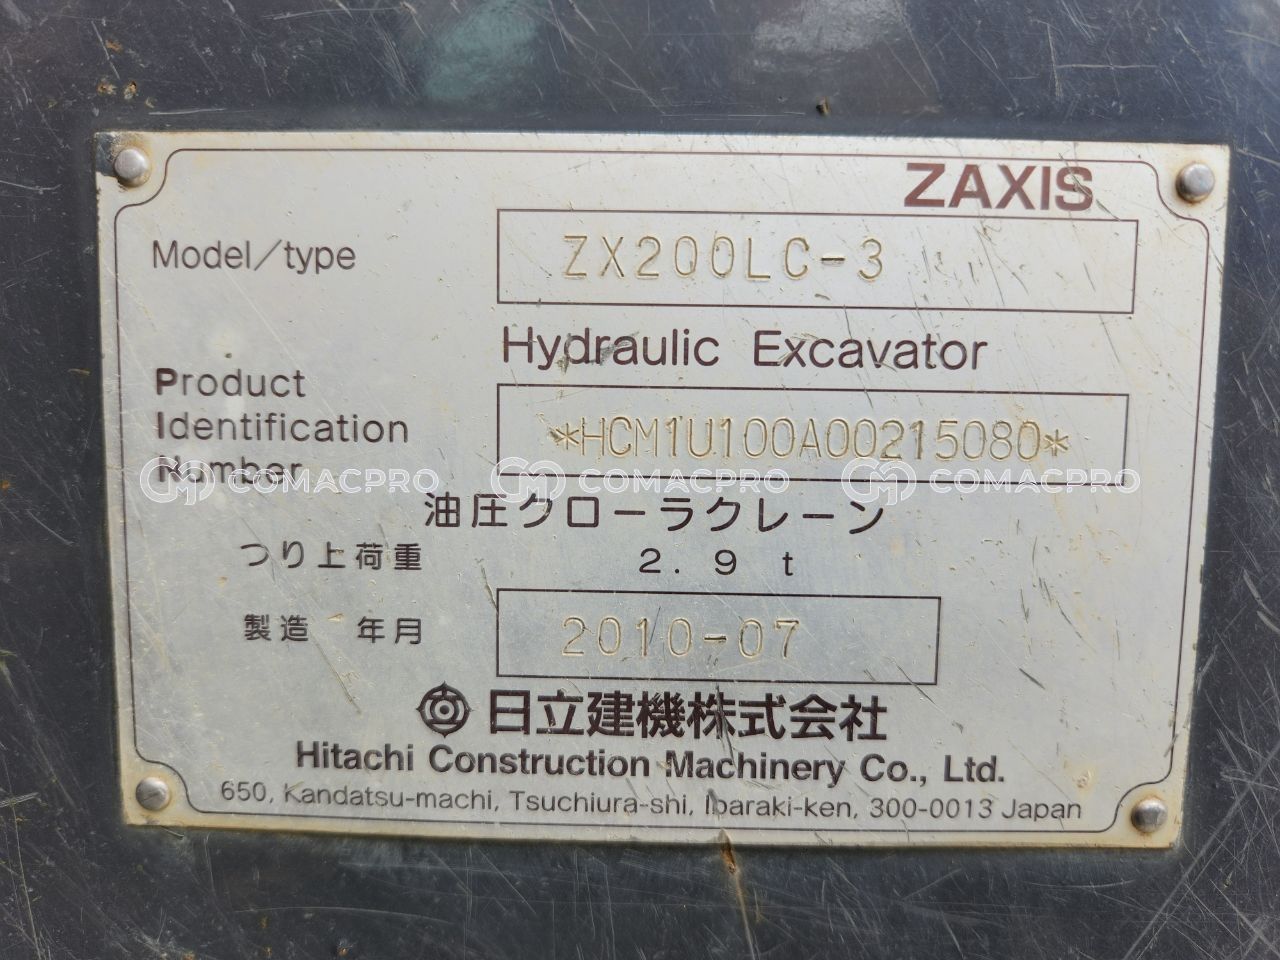 ZAXIS
Model/type
ZX200LC-3
Hydraulic Excavator
Product
Identification
Number
*HCM1U100A00215080*
COMACPRO COMACPRO COMACPRO
油圧クローラクレーン
つり上荷重 2.9 t
製造 年月 2010-07
日立建機株式会社
Hitachi Construction Machinery Co., Ltd.
650, Kandatsu-machi, Tsuchiura-shi, Ibaraki-ken, 300-0013 Japan